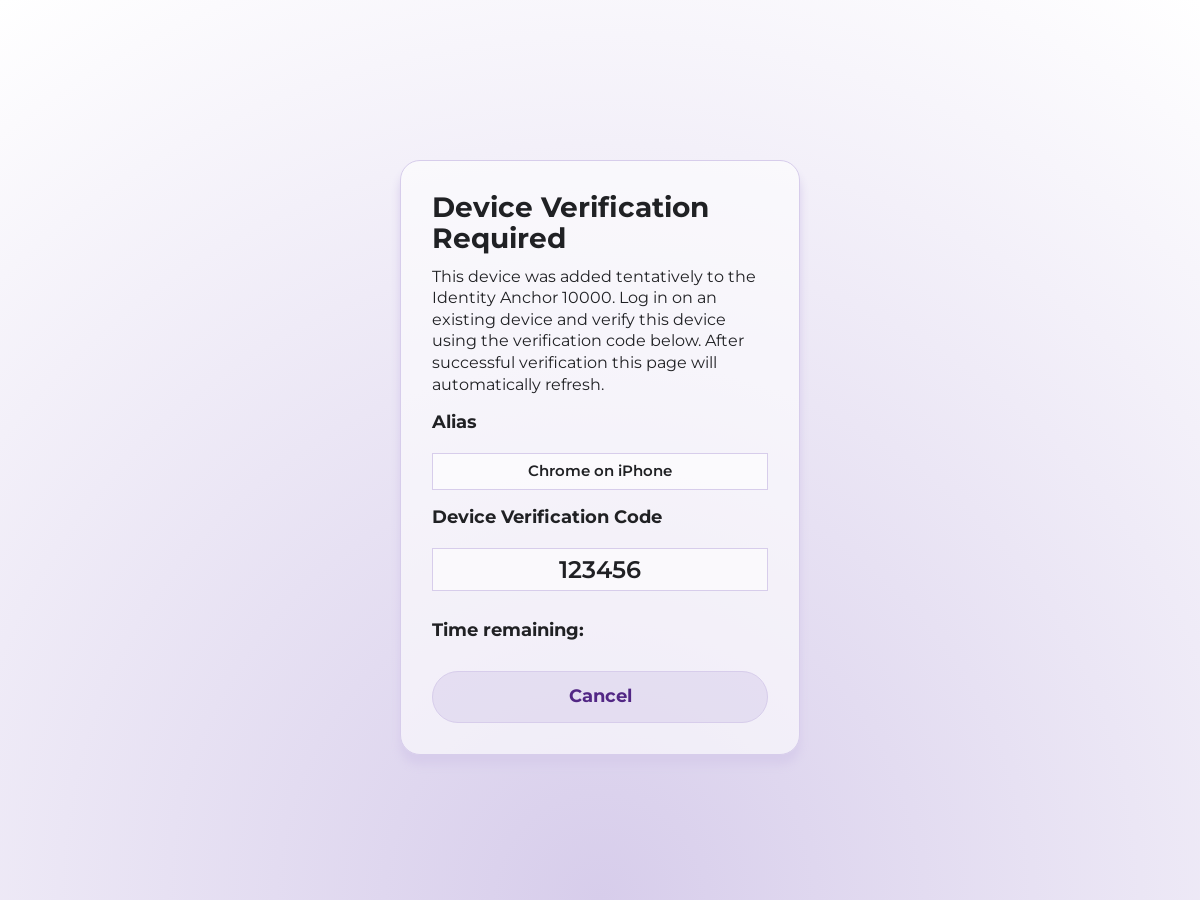 Device Verification
Required
This device was added tentatively to the
Identity Anchor 10000. Log in on an
existing device and verify this device
using the verification code below. After
successful verification this page will
automatically refresh.
Alias
Chrome on iPhone
Device Verification Code
123456
Time remaining:
Cancel